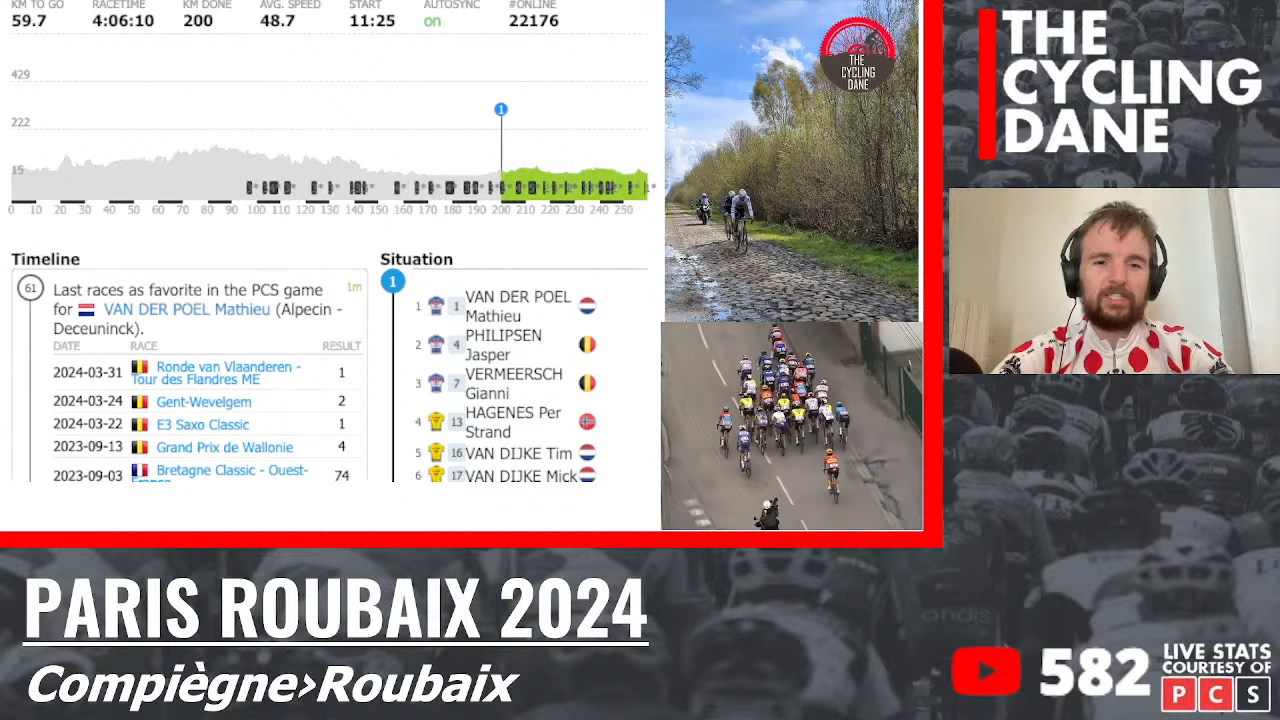 KM TO GO RACETIME KM DONE AVG. SPEED START AUTOSYNC #ONLINE
59.7 4:06:10 200 48.7 11:25 on 22176
429
222
15
1
0 10 20 30 40 50 60 70 80 90 100 110 120 130 140 150 160 170 180 190 200 210 220 230 240 250
Timeline
61
Last races as favorite in the PCS game
for VAN DER POEL Mathieu (Alpecin -
Deceuninck).
1m
DATE RACE RESULT
2024-03-31 Ronde van Vlaanderen -
Tour des Flandres ME 1
2024-03-24 Gent-Wevelgem 2
2024-03-22 E3 Saxo Classic 1
2023-09-13 Grand Prix de Wallonie 4
2023-09-03 Bretagne Classic - Ouest-
France 74
Situation
1
1 1 VAN DER POEL
Mathieu
2 4 PHILIPSEN
Jasper
3 7 VERMEERSCH
Gianni
4 13 HAGENES Per
Strand
5 16 VAN DIJKE Tim
6 17 VAN DIJKE Mick
THE
CYCLING
DANE
THE
CYCLING
DANE
PARIS ROUBAIX 2024
Compiègne›Roubaix
582
LIVE STATS
COURTESY OF
PCS